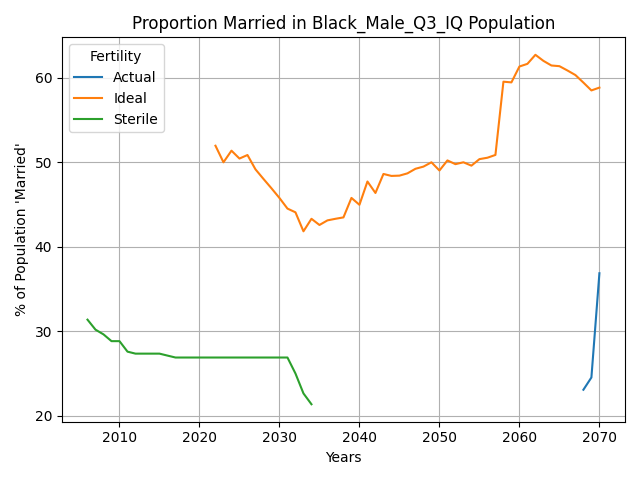 Proportion Married in Black_Male_Q3_IQ Population
Fertility
Actual
Ideal
Sterile
% of Population 'Married'
60
50
40
30
20
2010 2020 2030 2040 2050 2060 2070
Years